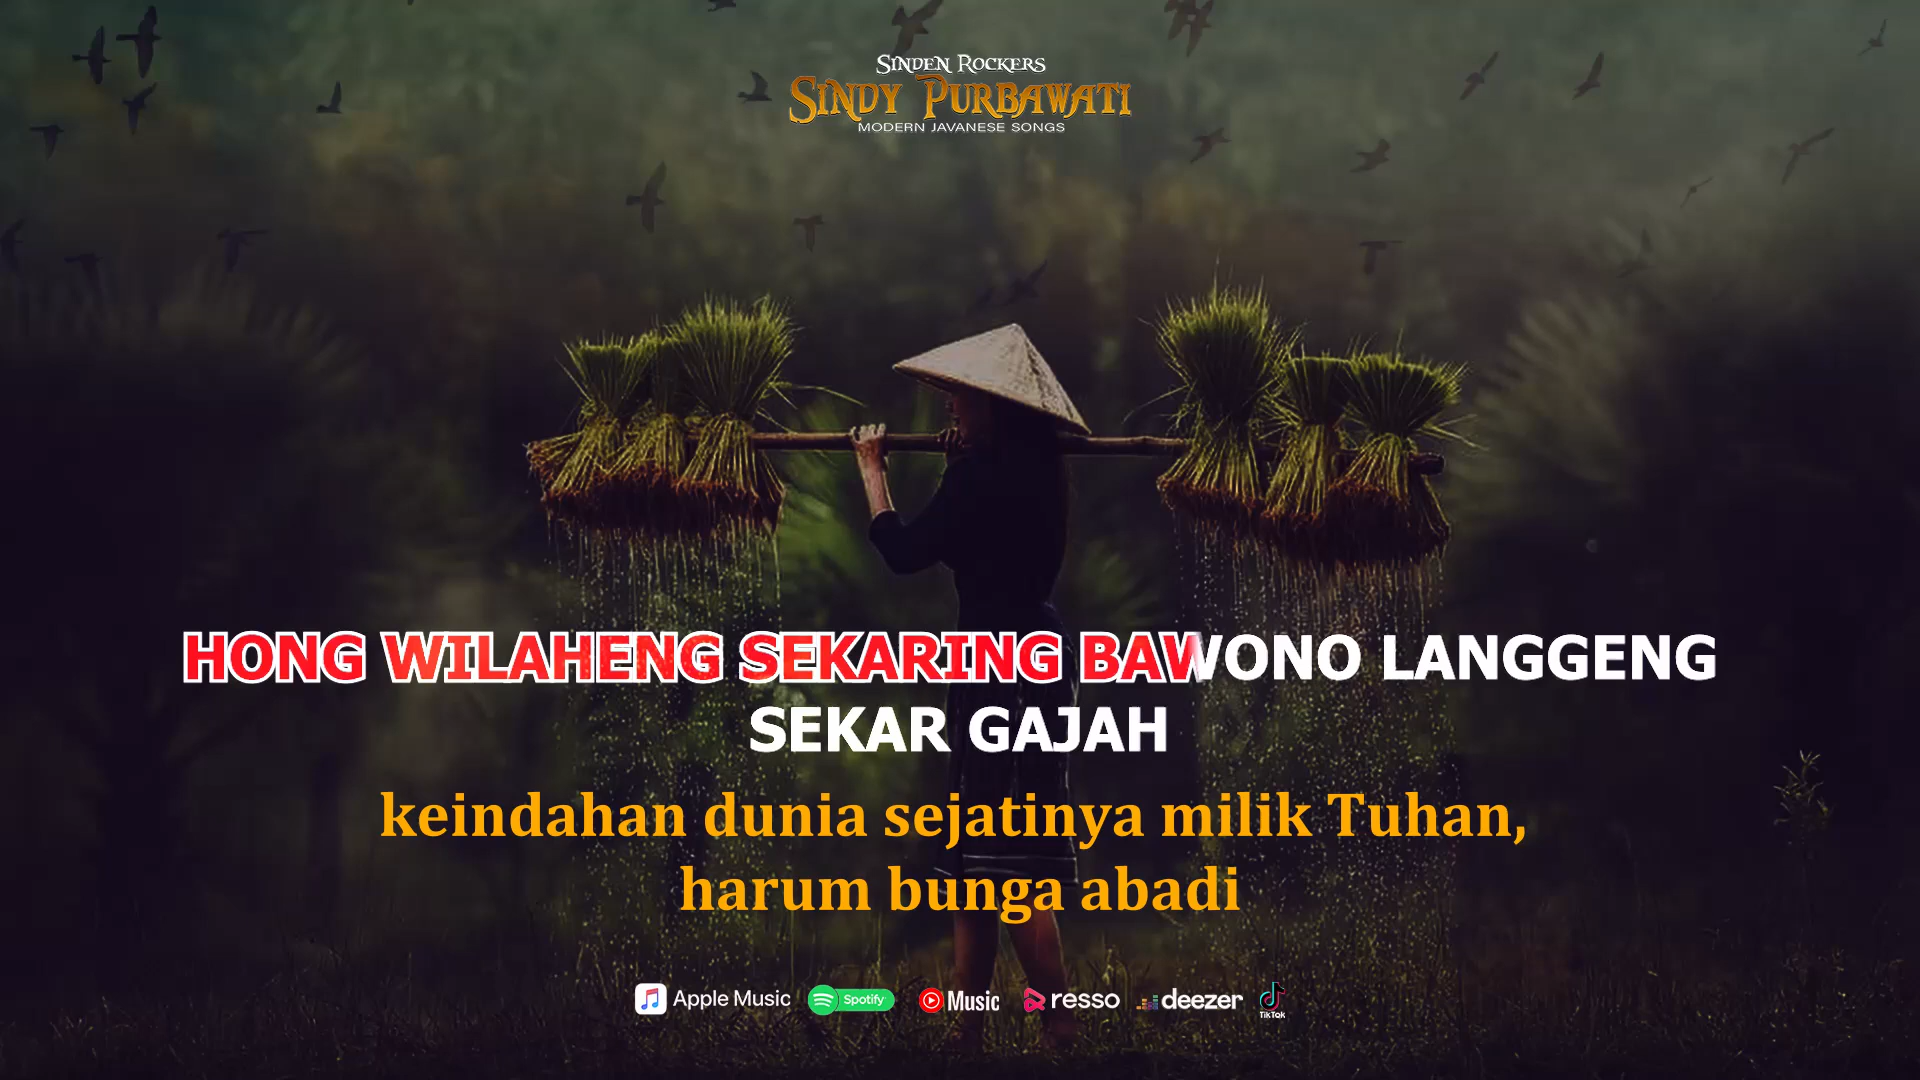 SINDEN ROCKERS
SINDY PURBAWATI
MODERN JAVANESE SONGS
HONG WILAHENG SEKARING BAWONO LANGGENG
SEKAR GAJAH
keindahan dunia sejatinya milik Tuhan,
harum bunga abadi
Apple Music Spotify Music resso deezer TikTok